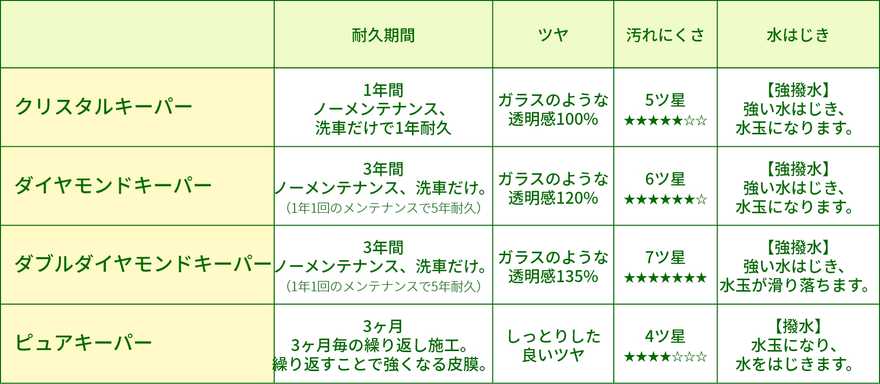 耐久期間
ツヤ
汚れにくさ
水はじき
クリスタルキーパー
1年間
ノーメンテナンス、
洗車だけで1年耐久
ガラスのような
透明感100%
5ツ星
★★★★★☆☆
【強撥水】
強い水はじき、
水玉になります。
ダイヤモンドキーパー
3年間
ノーメンテナンス、洗車だけ。
（1年1回のメンテナンスで5年耐久）
ガラスのような
透明感120%
6ツ星
★★★★★★☆
【強撥水】
強い水はじき、
水玉になります。
ダブルダイヤモンドキーパー
3年間
ノーメンテナンス、洗車だけ。
（1年1回のメンテナンスで5年耐久）
ガラスのような
透明感135%
7ツ星
★★★★★★★
【強撥水】
強い水はじき、
水玉が滑り落ちます。
ピュアキーパー
3ヶ月
3ヶ月毎の繰り返し施工。
繰り返すことで強くなる皮膜。
しっとりした
良いツヤ
4ツ星
★★★★☆☆☆
【撥水】
水玉になり、
水をはじきます。